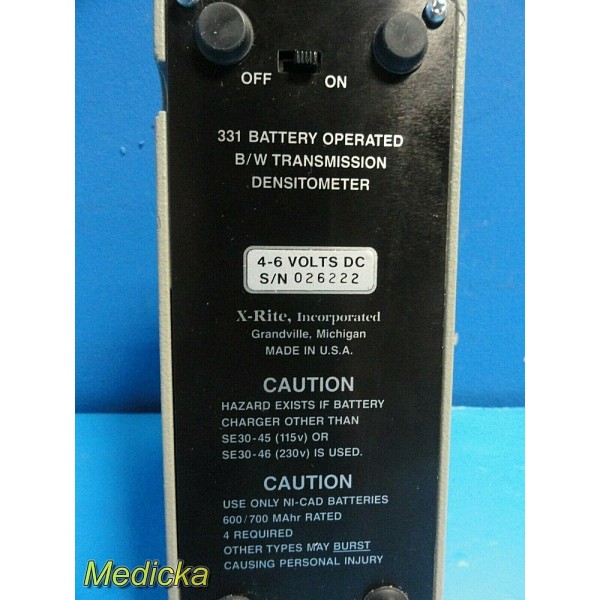 OFF ON
331 BATTERY OPERATED
B/W TRANSMISSION
DENSITOMETER
4-6 VOLTS DC
S/N 026222
X-Rite, Incorporated
Grandville, Michigan
MADE IN U.S.A.
CAUTION
HAZARD EXISTS IF BATTERY
CHARGER OTHER THAN
SE30-45 (115v) OR
SE30-46 (230v) IS USED.
CAUTION
USE ONLY NI-CAD BATTERIES
600/700 MAhr RATED
4 REQUIRED
OTHER TYPES MAY BURST
CAUSING PERSONAL INJURY
Medicka